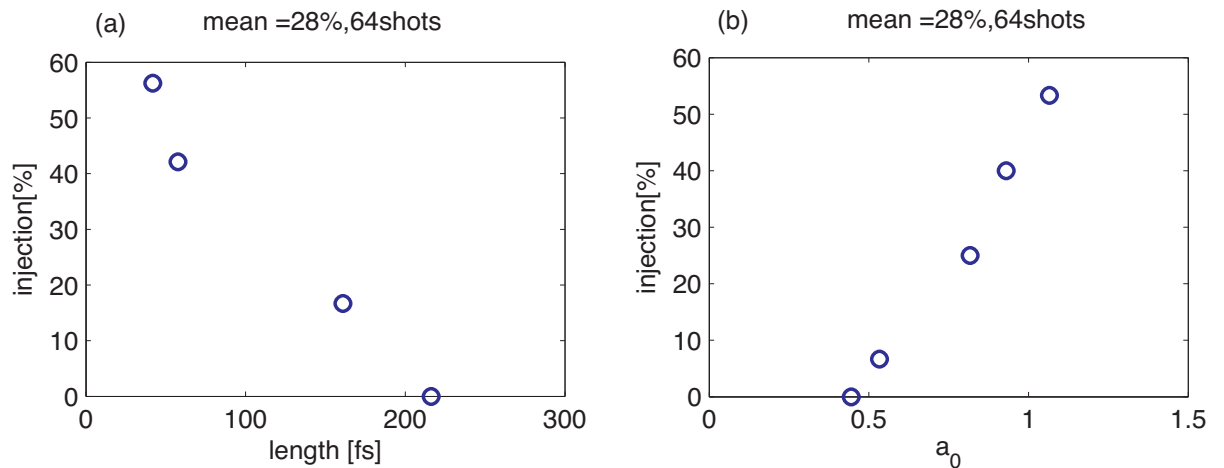 (a) mean =28%,64shots
60
50
40
30
20
10
0
injection[%]
0 100 200 300
length [fs]
(b) mean =28%,64shots
60
50
40
30
20
10
0
injection[%]
0 0.5 1 1.5
a0